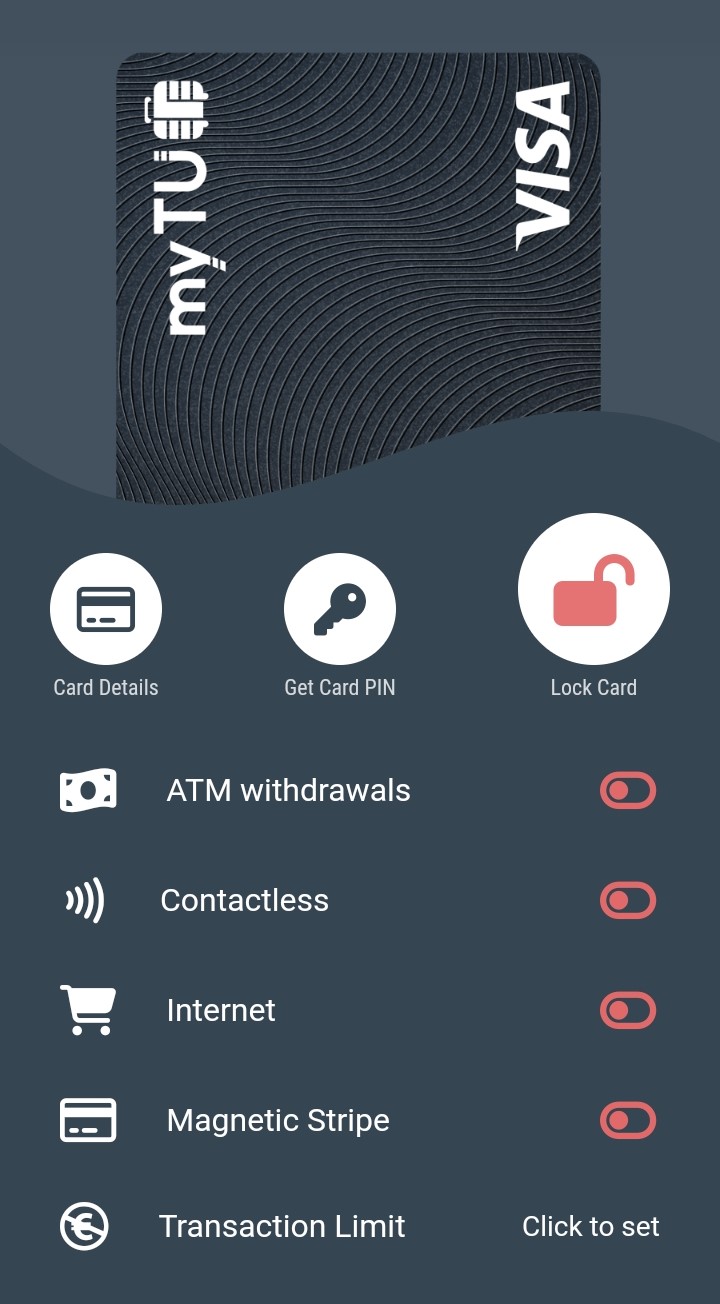 myTU
VISA
Card Details
Get Card PIN
Lock Card
ATM withdrawals
Contactless
Internet
Magnetic Stripe
Transaction Limit
Click to set